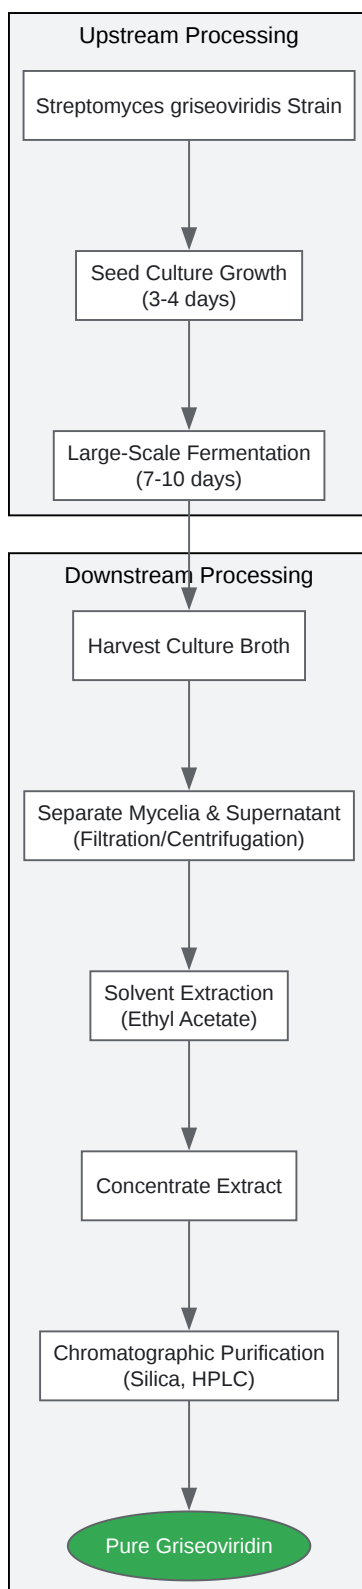 Upstream Processing
Streptomyces griseoviridis Strain
Seed Culture Growth
(3-4 days)
Large-Scale Fermentation
(7-10 days)
Downstream Processing
Harvest Culture Broth
Separate Mycelia & Supernatant
(Filtration/Centrifugation)
Solvent Extraction
(Ethyl Acetate)
Concentrate Extract
Chromatographic Purification
(Silica, HPLC)
Pure Griseoviridin